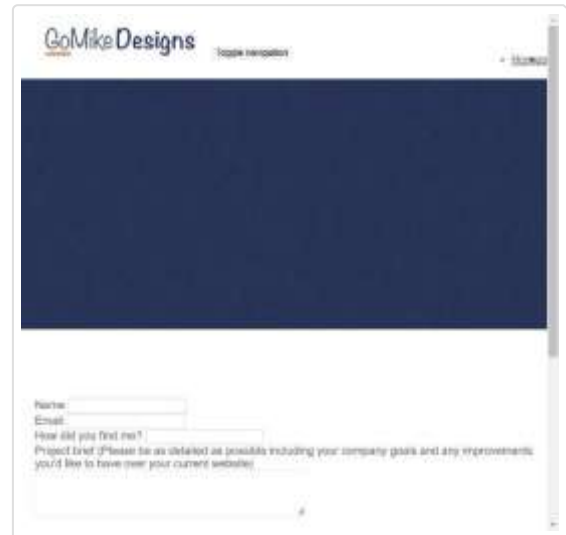 GoMike Designs
Toggle navigation
Name
Email
How did you find me?
Project brief (Please be as detailed as possible including your company goals and any improvements
you'd like to have over your current website)